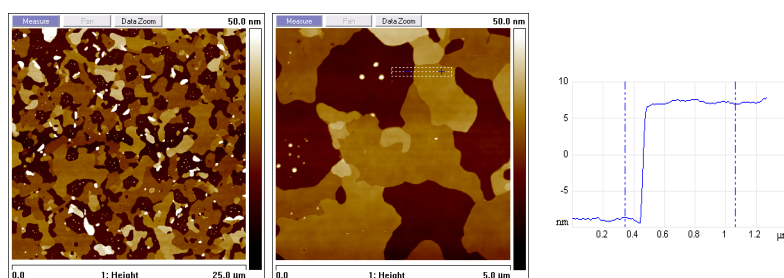 Measure Pan Data Zoom 50.0 nm
0.0 1: Height 25.0 µm
Measure Pan Data Zoom 50.0 nm
0.0 1: Height 5.0 µm
10
5
0
-5
nm
0.2 0.4 0.6 0.8 1 1.2